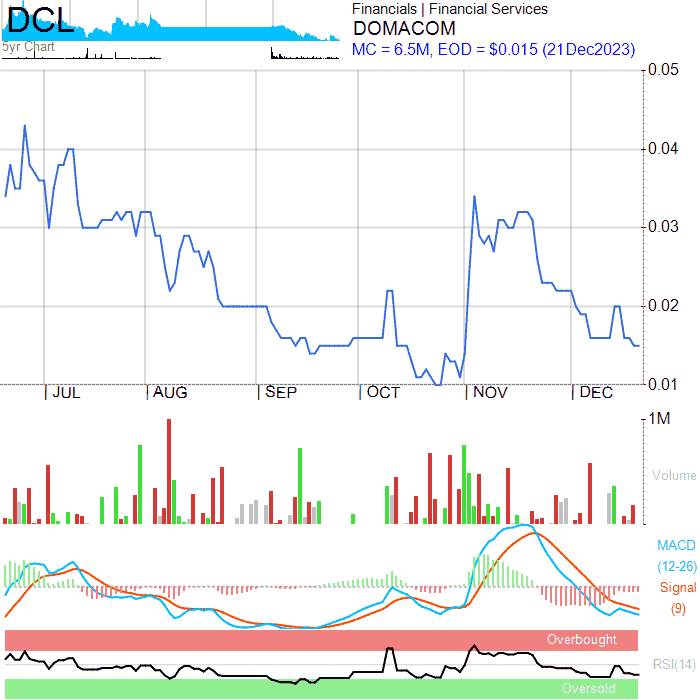 DCL
5yr Chart
Financials | Financial Services
DOMACOM
MC = 6.5M, EOD = $0.015 (21Dec2023)
0.05
0.04
0.03
0.02
0.01
JUL AUG SEP OCT NOV DEC
1M
Volume
MACD
(12-26)
Signal
(9)
Overbought
RSI(14)
Oversold